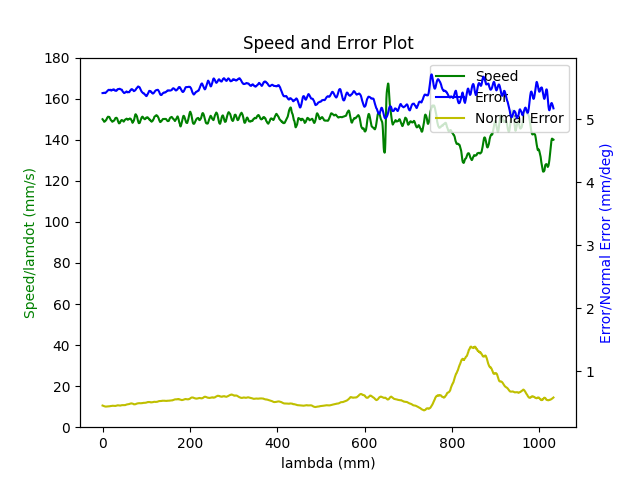 Speed and Error Plot
Speed
Error
Normal Error
180
160
140
120
100
80
60
40
20
0
Speed/lamdot (mm/s)
5
4
3
2
1
Error/Normal Error (mm/deg)
0 200 400 600 800 1000
lambda (mm)